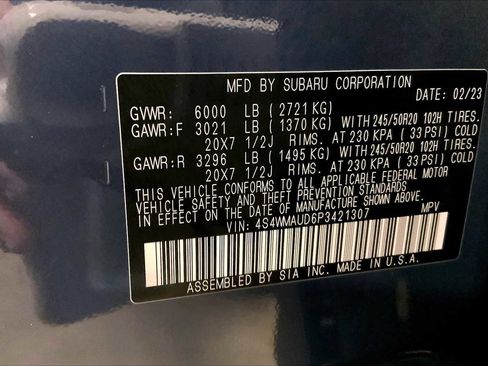 MFD BY SUBARU CORPORATION
DATE: 02/23
GVWR: 6000 LB ( 2721 KG)
GAWR:F 3021 LB ( 1370 KG) WITH 245/50R20 102H TIRES.
20X7 1/2J RIMS. AT 230 KPA ( 33 PSI) COLD
GAWR:R 3296 LB ( 1495 KG) WITH 245/50R20 102H TIRES.
20X7 1/2J RIMS. AT 230 KPA ( 33 PSI) COLD
THIS VEHICLE CONFORMS TO ALL APPLICABLE FEDERAL MOTOR
VEHICLE SAFETY AND THEFT PREVENTION STANDARDS
IN EFFECT ON THE DATE OF MANUFACTURE SHOWN ABOVE.
VIN: 4S4WMAUD6P3421307 MPV
ASSEMBLED BY SIA INC. MADE IN U.S.A.